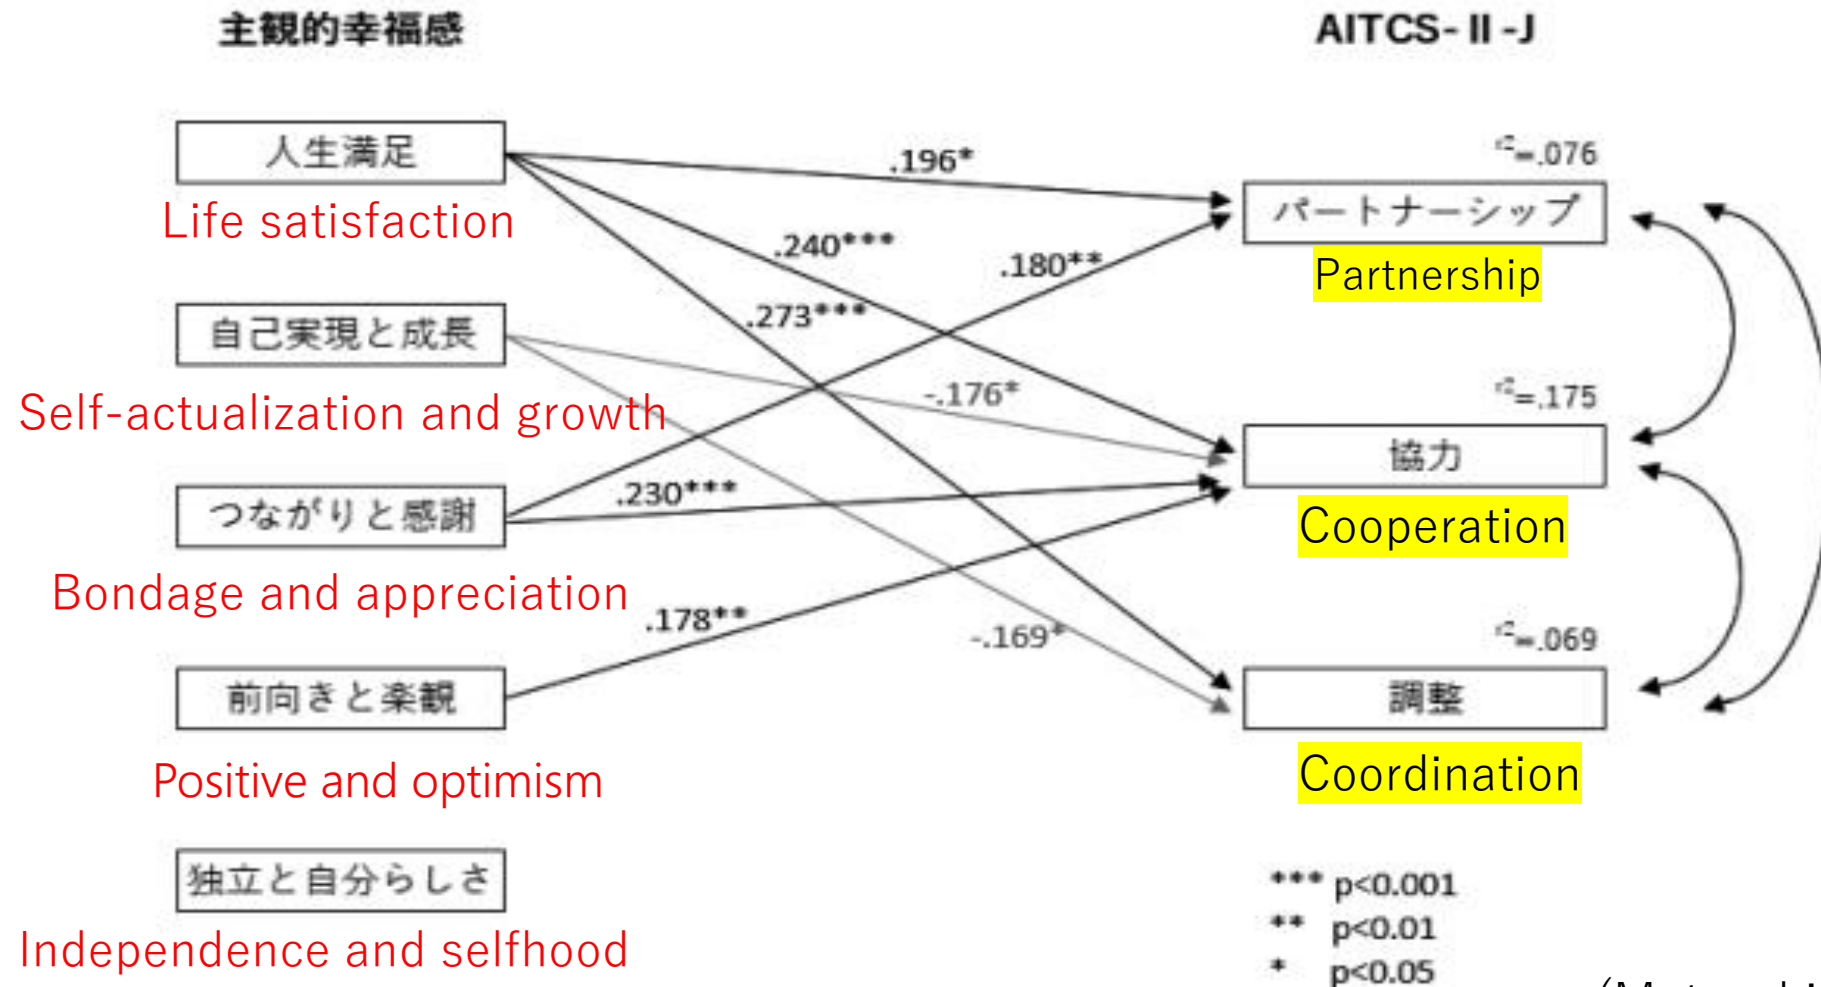 主観的幸福感
AITCS-Ⅱ-J
人生満足
Life satisfaction
自己実現と成長
Self-actualization and growth
つながりと感謝
Bondage and appreciation
前向きと楽観
Positive and optimism
独立と自分らしさ
Independence and selfhood
.196*
.240***
.180**
.273***
-.176*
.230***
.178**
-.169*
r²=.076
パートナーシップ
Partnership
r²=.175
協力
Cooperation
r²=.069
調整
Coordination
*** p<0.001
** p<0.01
* p<0.05